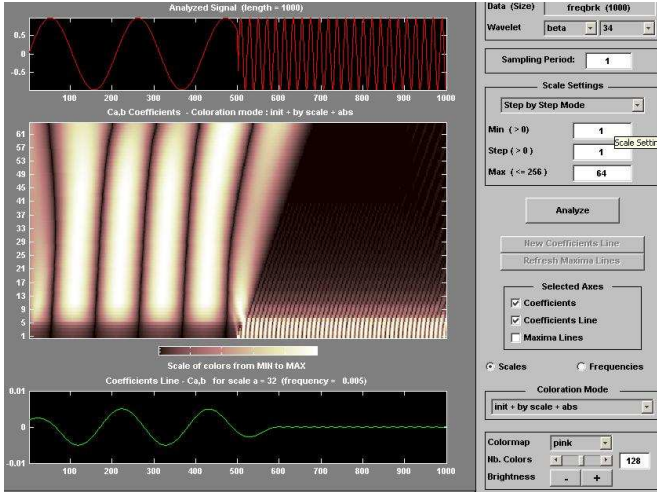 Analyzed Signal (length = 1000)
0.5
0
-0.5
100 200 300 400 500 600 700 800 900 1000
Ca,b Coefficients - Coloration mode : init + by scale + abs
61
57
53
49
45
41
37
33
29
25
21
17
13
9
5
1
100 200 300 400 500 600 700 800 900 1000
Scale of colors from MIN to MAX
Coefficients Line - Ca,b for scale a = 32 (frequency = 0.005)
0.01
0
-0.01
100 200 300 400 500 600 700 800 900 1000
Data (Size) freqbrk (1000)
Wavelet beta 34
Sampling Period: 1
Scale Settings
Step by Step Mode
Min ( > 0) 1
Scale Settin
Step ( > 0 ) 1
Max ( <= 256 ) 64
Analyze
New Coefficients Line
Refresh Maxima Lines
Selected Axes
Coefficients
Coefficients Line
Maxima Lines
Scales Frequencies
Coloration Mode
init + by scale + abs
Colormap pink
Nb. Colors 128
Brightness - +